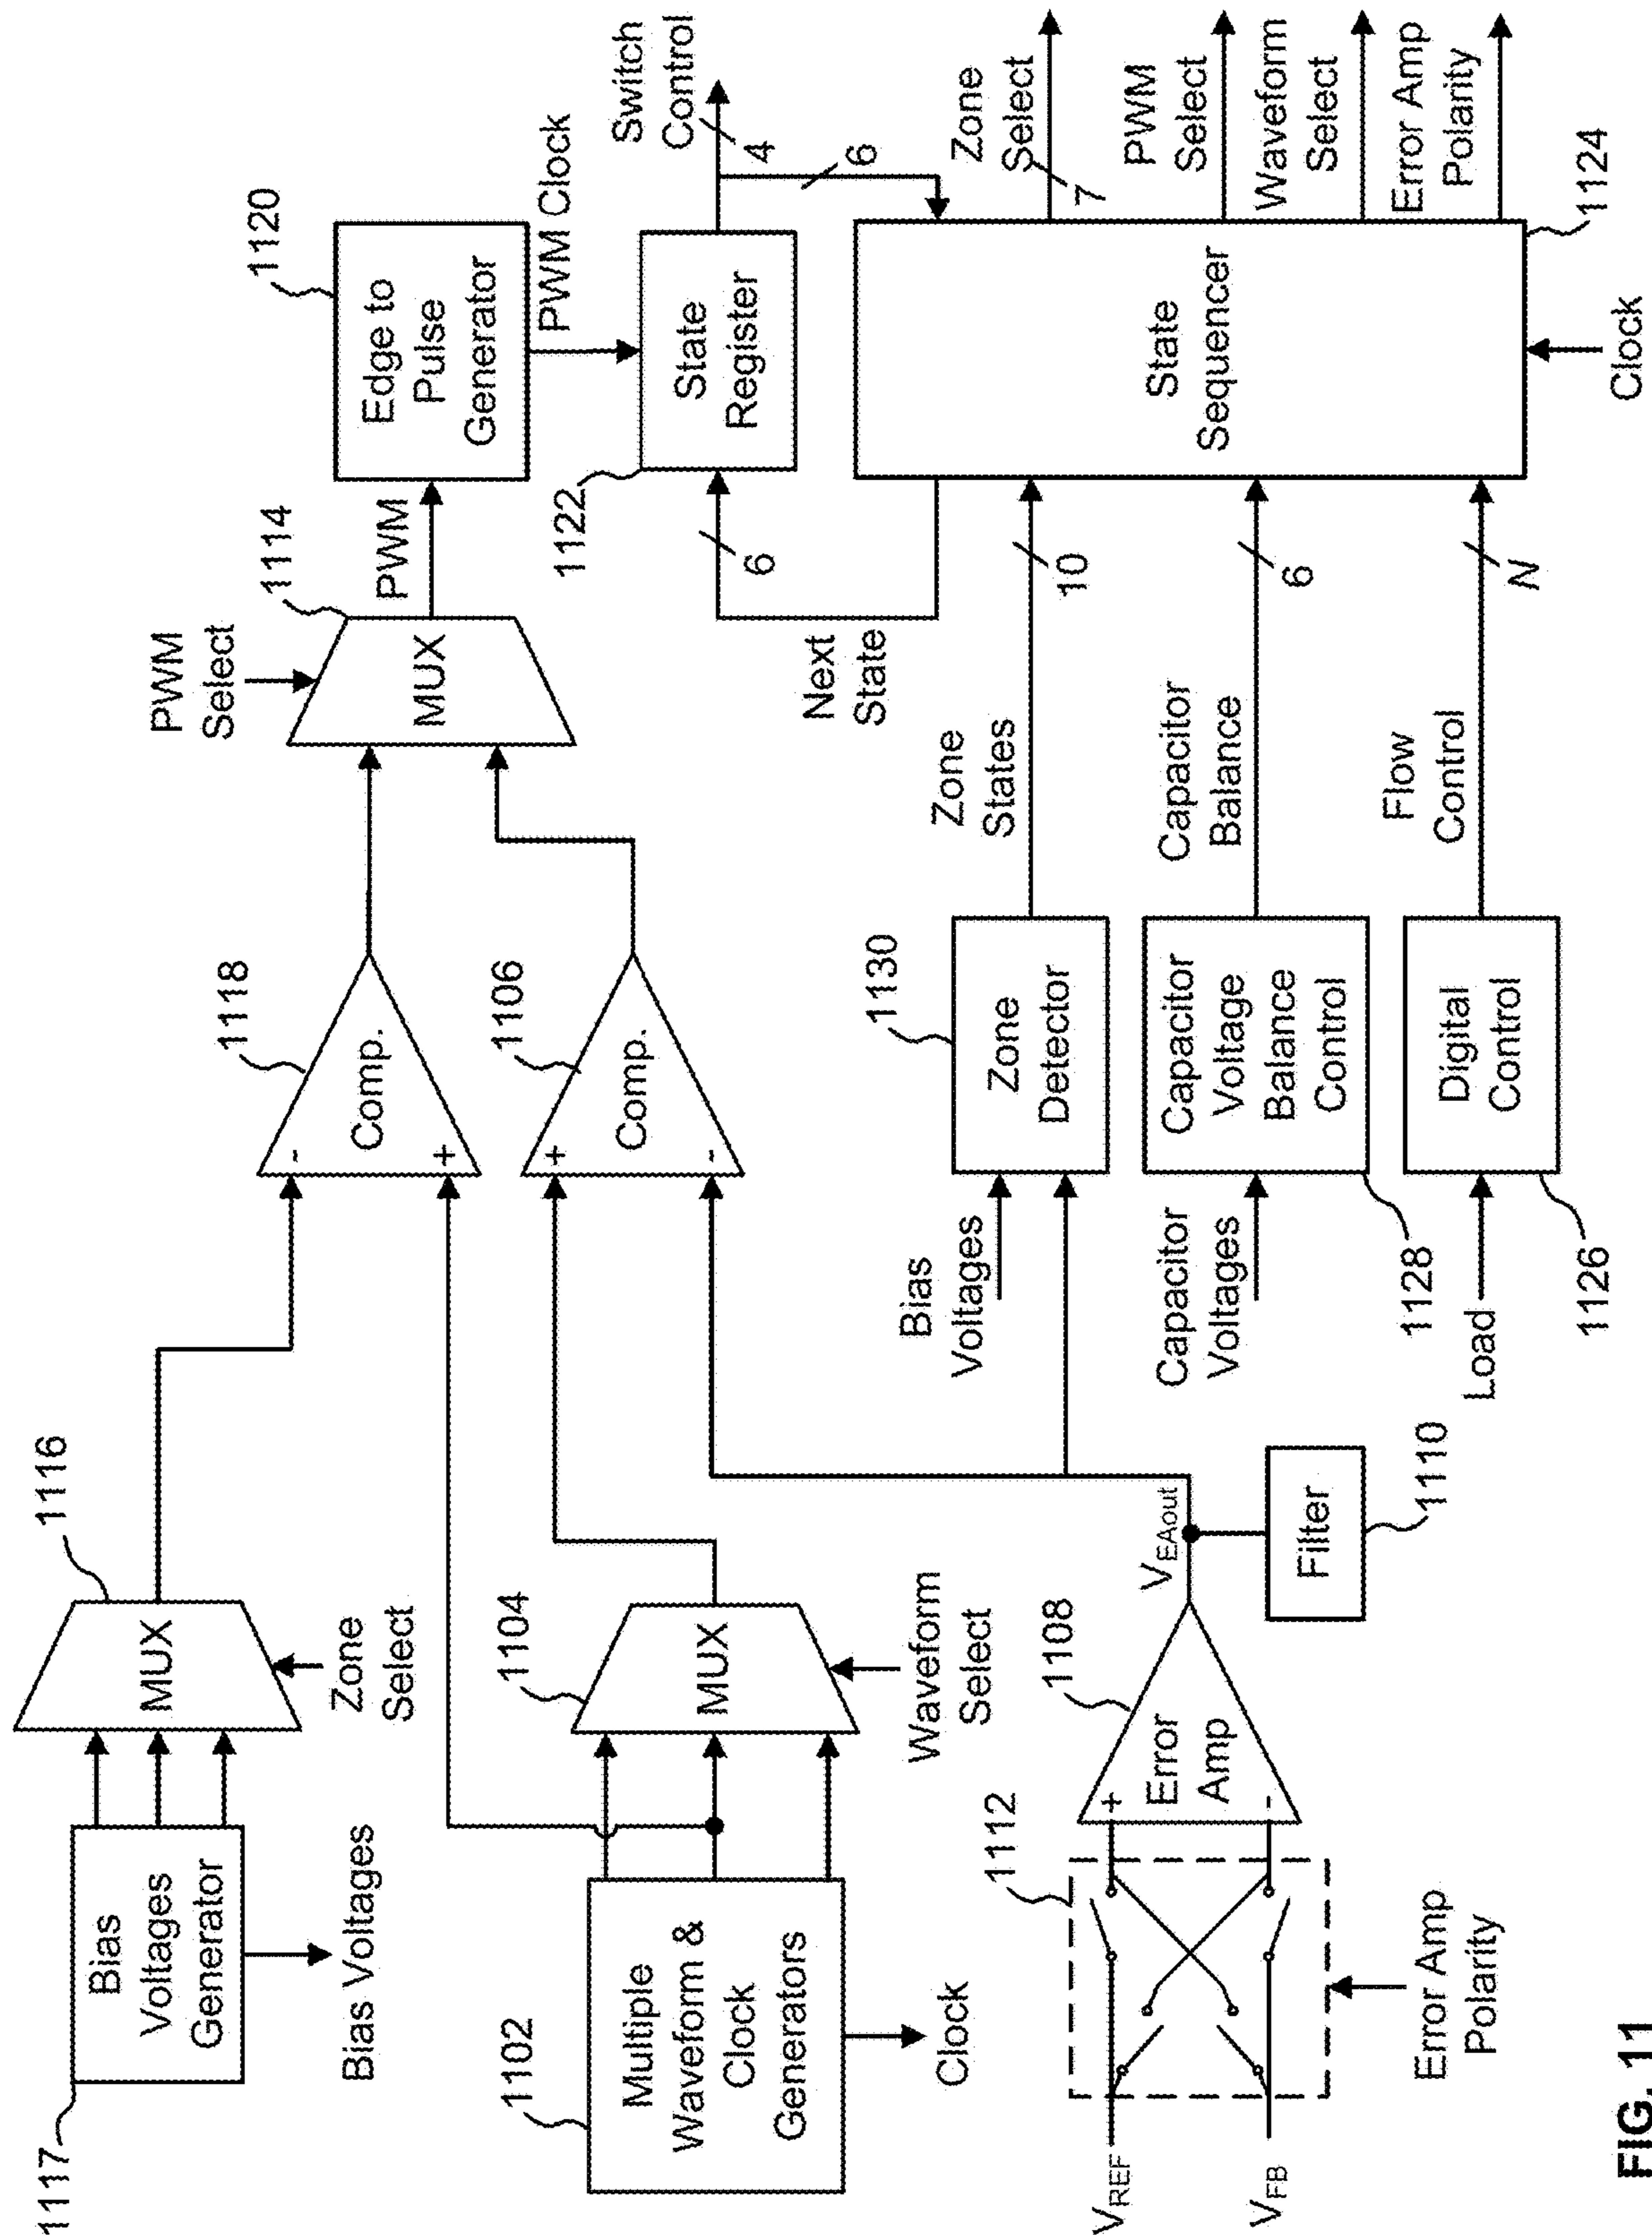 1117
Bias
Voltages
Generator
Bias Voltages
1116
MUX
Zone
Select
1102
Multiple
Waveform &
Clock
Generators
Clock
1104
MUX
Waveform
Select
VREF
VFB
1112
Error Amp
Polarity
1108
+
Error
Amp
-
VEAout
Filter
1110
1118
-
Comp.
+
1106
+
Comp.
-
PWM
Select
1114
MUX
PWM
1120
Edge to
Pulse
Generator
PWM Clock
1122
State
Register
Switch
Control
4
6
6
Next
State
Bias
Voltages
1130
Zone
Detector
Zone
States
10
Capacitor
Voltages
Capacitor
Voltage
Balance
Control
1128
Capacitor
Balance
6
Load
Digital
Control
1126
Flow
Control
N
State
Sequencer
1124
Clock
Zone
Select
7
PWM
Select
Waveform
Select
Error Amp
Polarity
FIG. 11